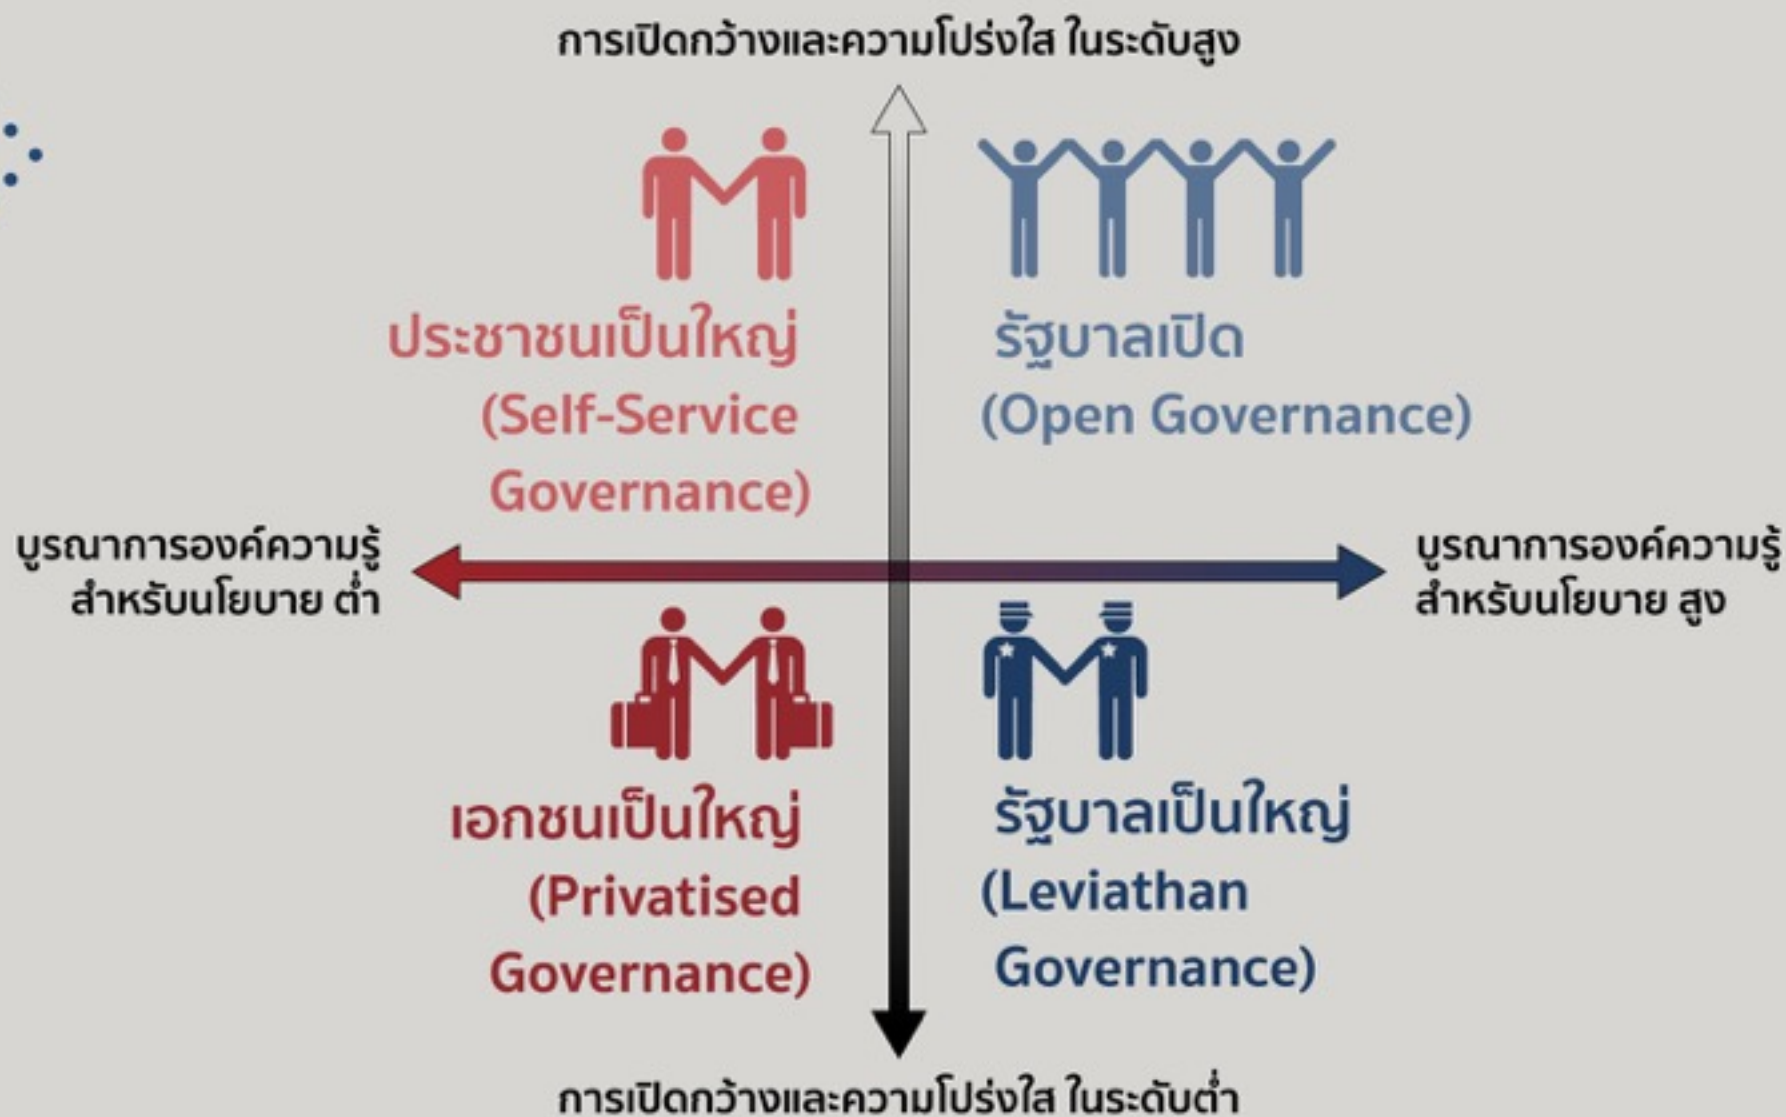 การเปิดกว้างและความโปร่งใส ในระดับสูง
ประชาชนเป็นใหญ่
(Self-Service
Governance)
รัฐบาลเปิด
(Open Governance)
บูรณาการองค์ความรู้
สำหรับนโยบาย ต่ำ
บูรณาการองค์ความรู้
สำหรับนโยบาย สูง
เอกชนเป็นใหญ่
(Privatised
Governance)
รัฐบาลเป็นใหญ่
(Leviathan
Governance)
การเปิดกว้างและความโปร่งใส ในระดับต่ำ